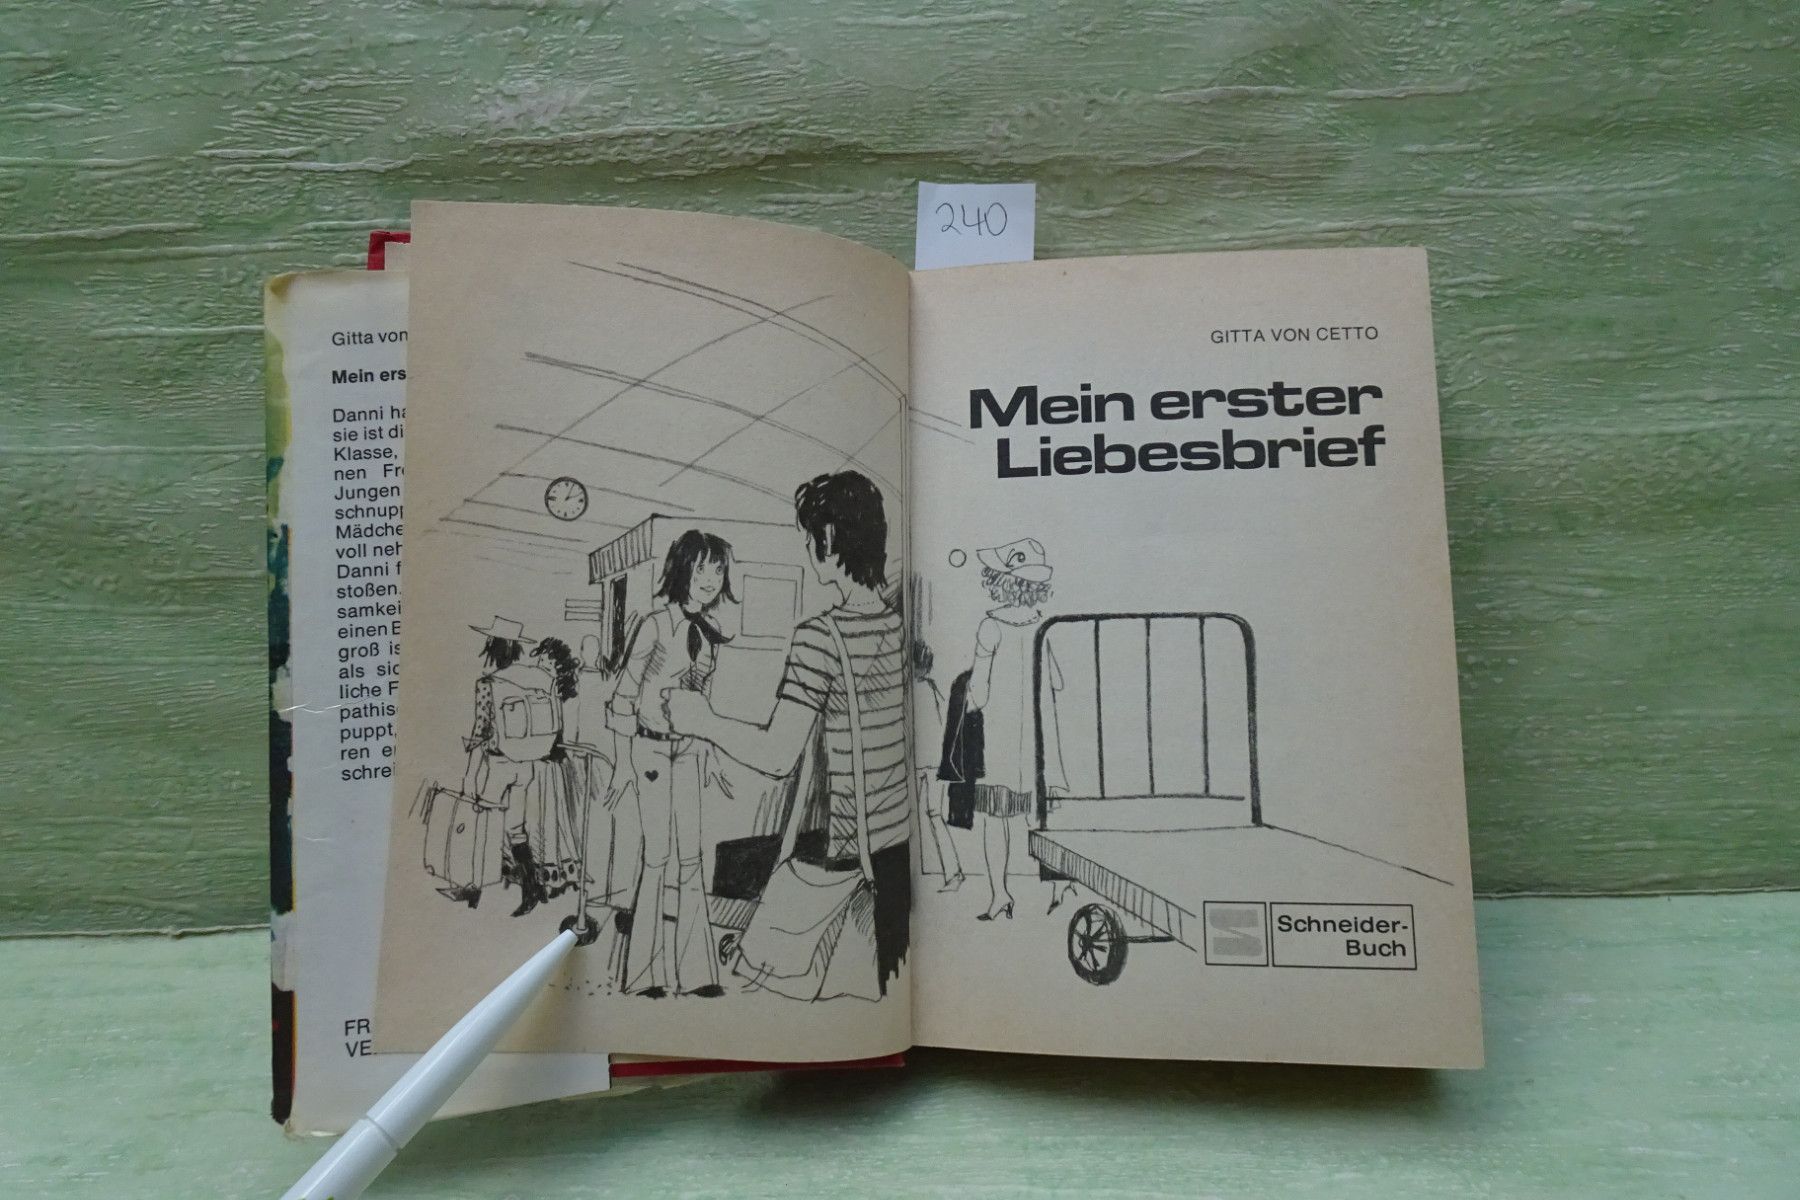 240
Gitta von
Mein ers
Danni ha
sie ist di
Klasse,
nen Fre
Jungen
schnupp
Mädche
voll neh
Danni f
stoßen.
samkei
einen B
groß is
als sic
liche F
pathis
puppt,
ren e
schrei
FR
VE
GITTA VON CETTO
Mein erster
Liebesbrief
Schneider-
Buch